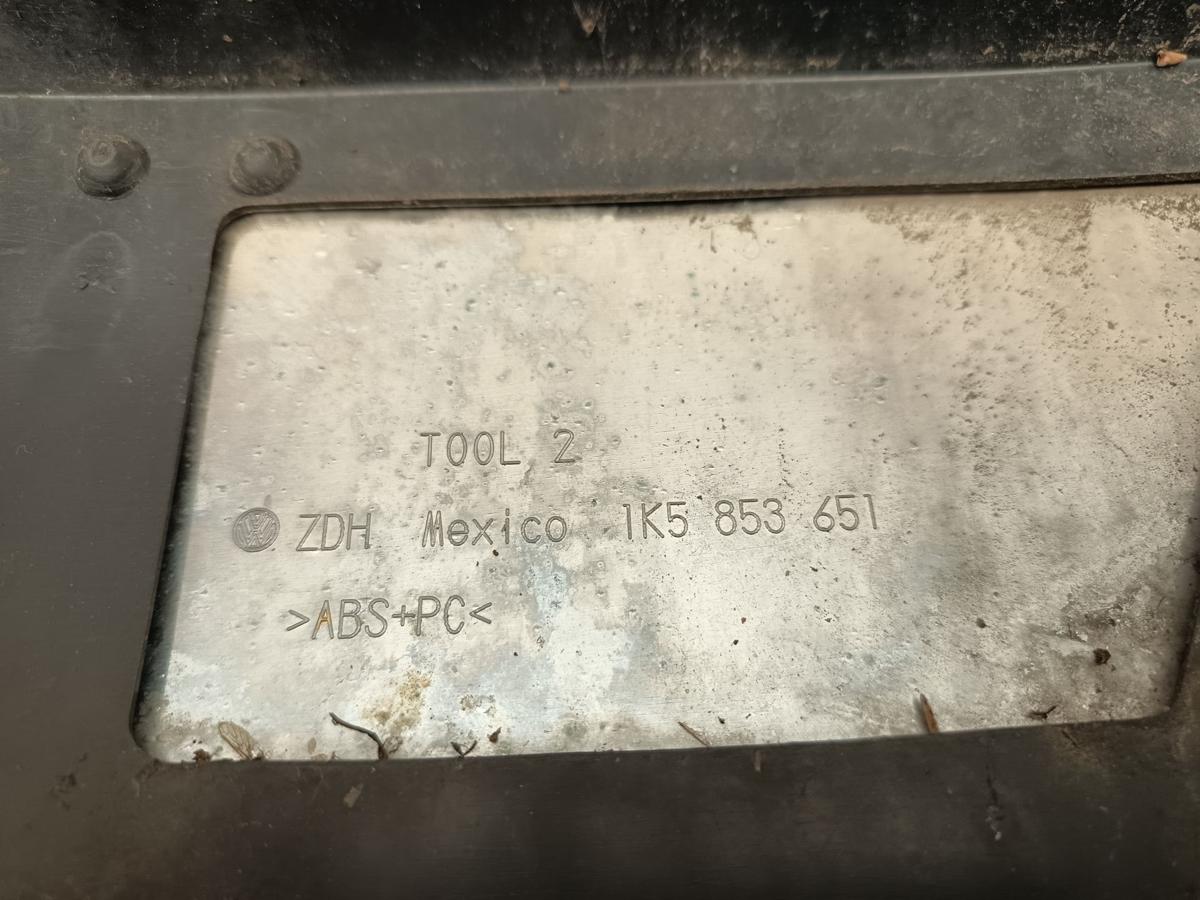 TOOL 2
ZDH Mexico 1K5 853 651
>ABS+PC<